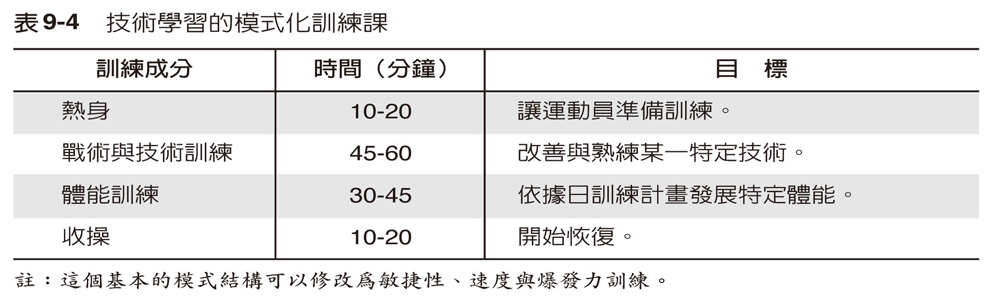 表9-4 技術學習的模式化訓練課
訓練成分 時間（分鐘） 目 標
熱身 10-20 讓運動員準備訓練。
戰術與技術訓練 45-60 改善與熟練某一特定技術。
體能訓練 30-45 依據日訓練計畫發展特定體能。
收操 10-20 開始恢復。
註：這個基本的模式結構可以修改為敏捷性、速度與爆發力訓練。